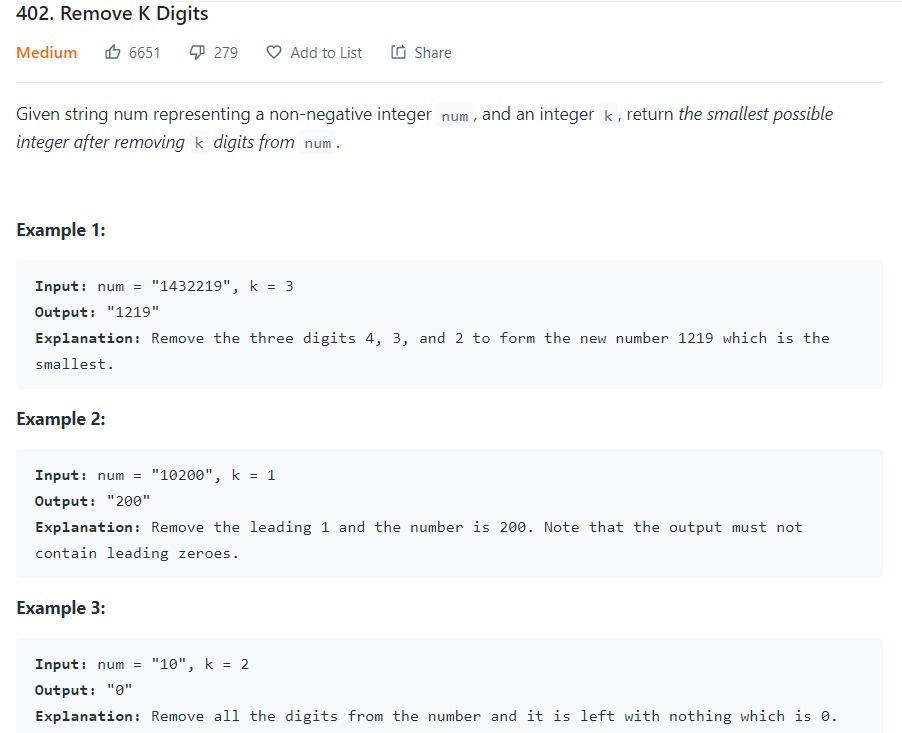 402. Remove K Digits
Medium 6651 279 Add to List Share
Given string num representing a non-negative integer num , and an integer k , return the smallest possible
integer after removing k digits from num .
Example 1:
Input: num = "1432219", k = 3
Output: "1219"
Explanation: Remove the three digits 4, 3, and 2 to form the new number 1219 which is the
smallest.
Example 2:
Input: num = "10200", k = 1
Output: "200"
Explanation: Remove the leading 1 and the number is 200. Note that the output must not
contain leading zeroes.
Example 3:
Input: num = "10", k = 2
Output: "0"
Explanation: Remove all the digits from the number and it is left with nothing which is 0.